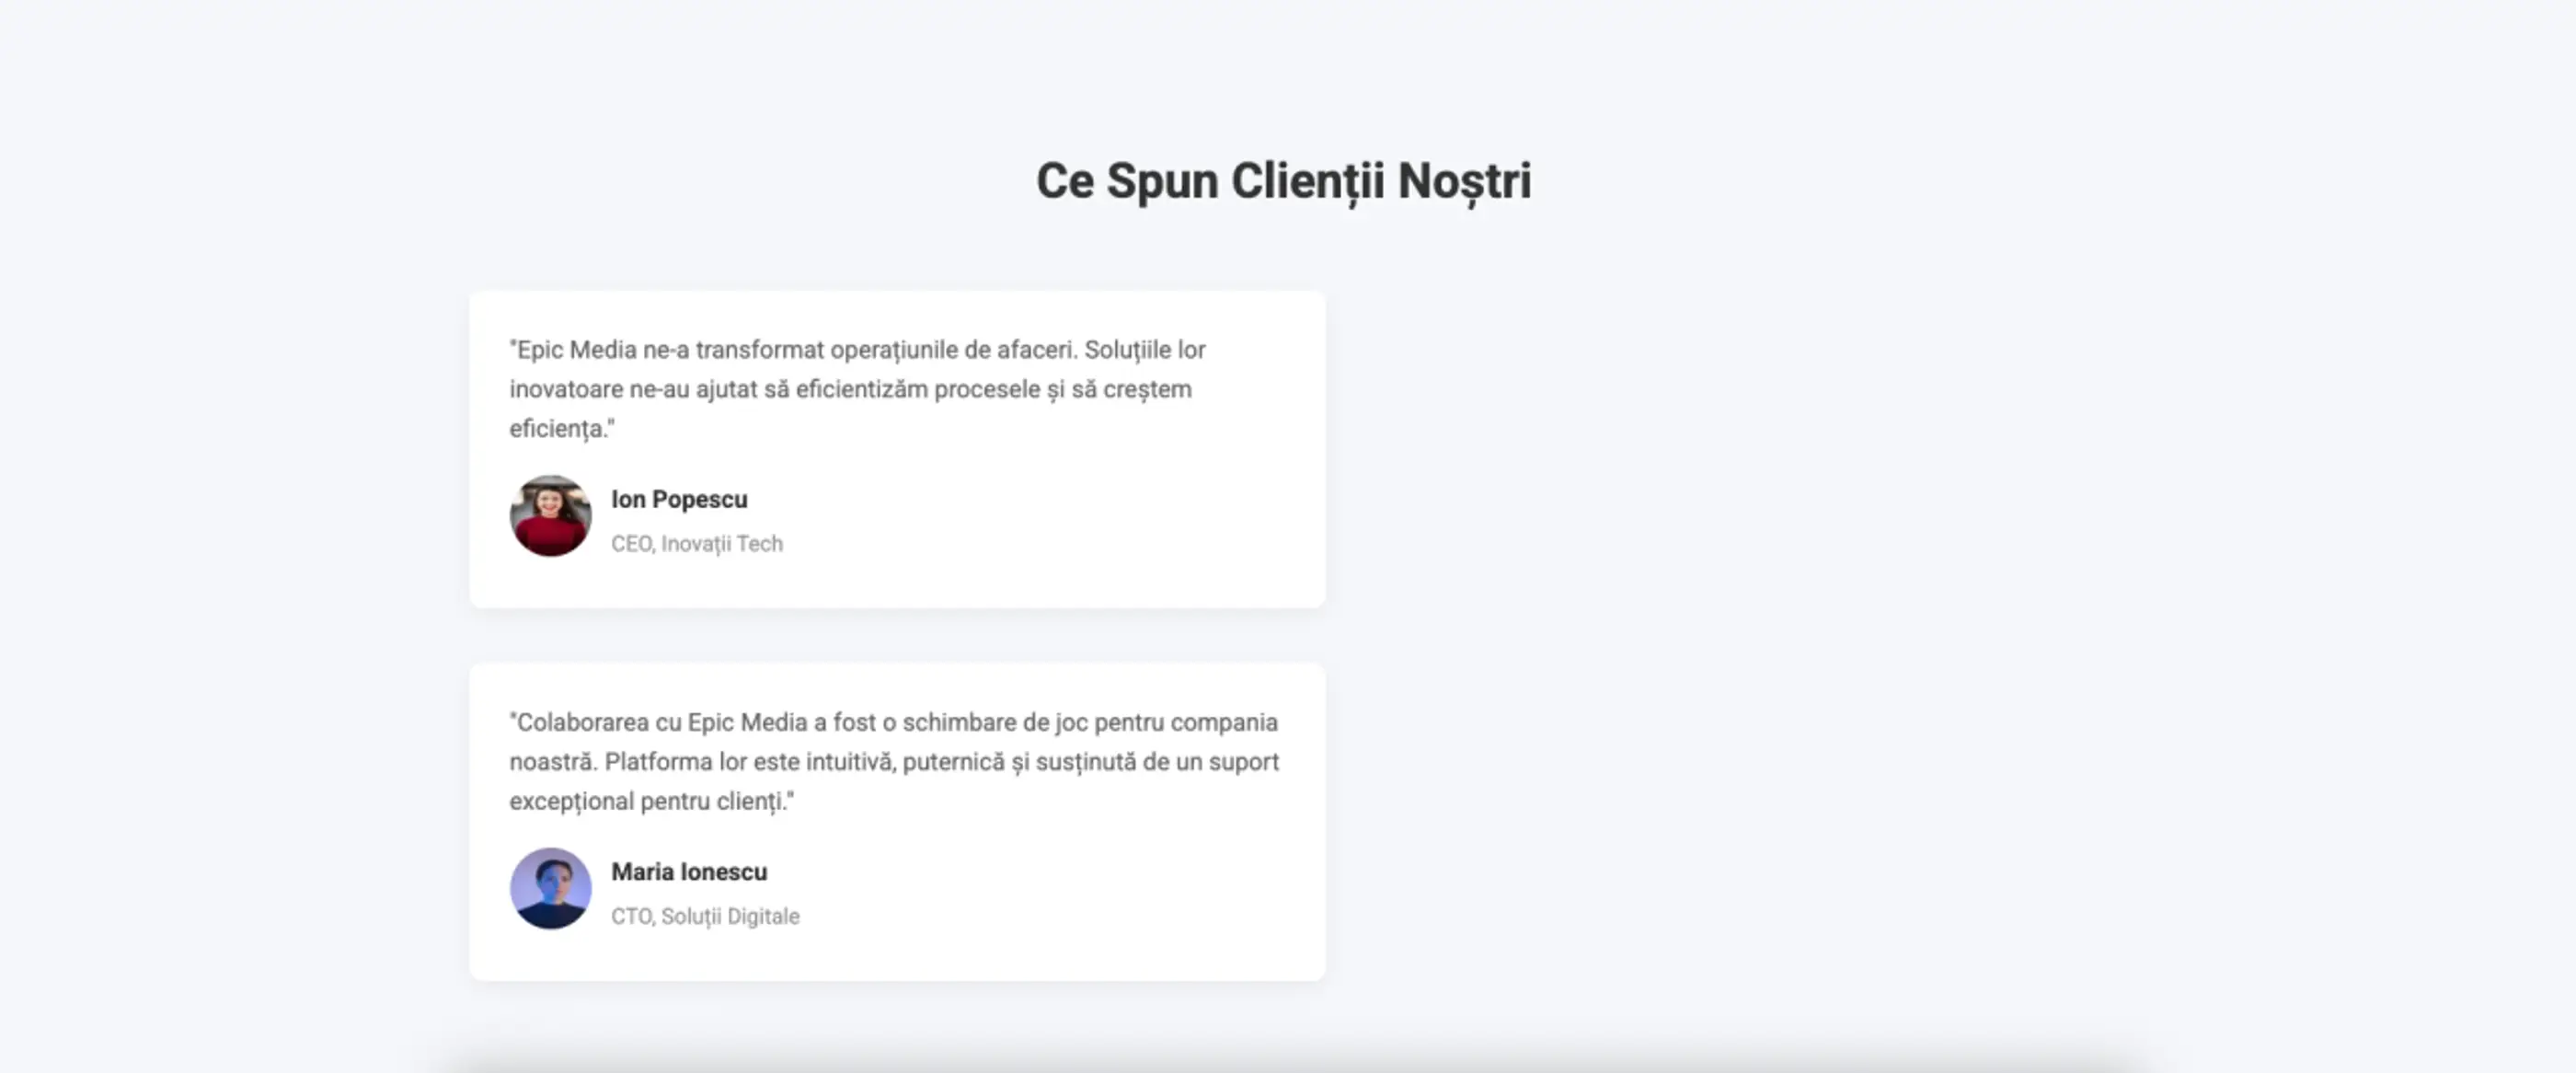 Ce Spun Clienții Noștri
"Epic Media ne-a transformat operațiunile de afaceri. Soluțiile lor
inovatoare ne-au ajutat să eficientizăm procesele și să creștem
eficiența."
Ion Popescu
CEO, Inovații Tech
"Colaborarea cu Epic Media a fost o schimbare de joc pentru compania
noastră. Platforma lor este intuitivă, puternică și susținută de un suport
excepțional pentru clienți."
Maria Ionescu
CTO, Soluții Digitale